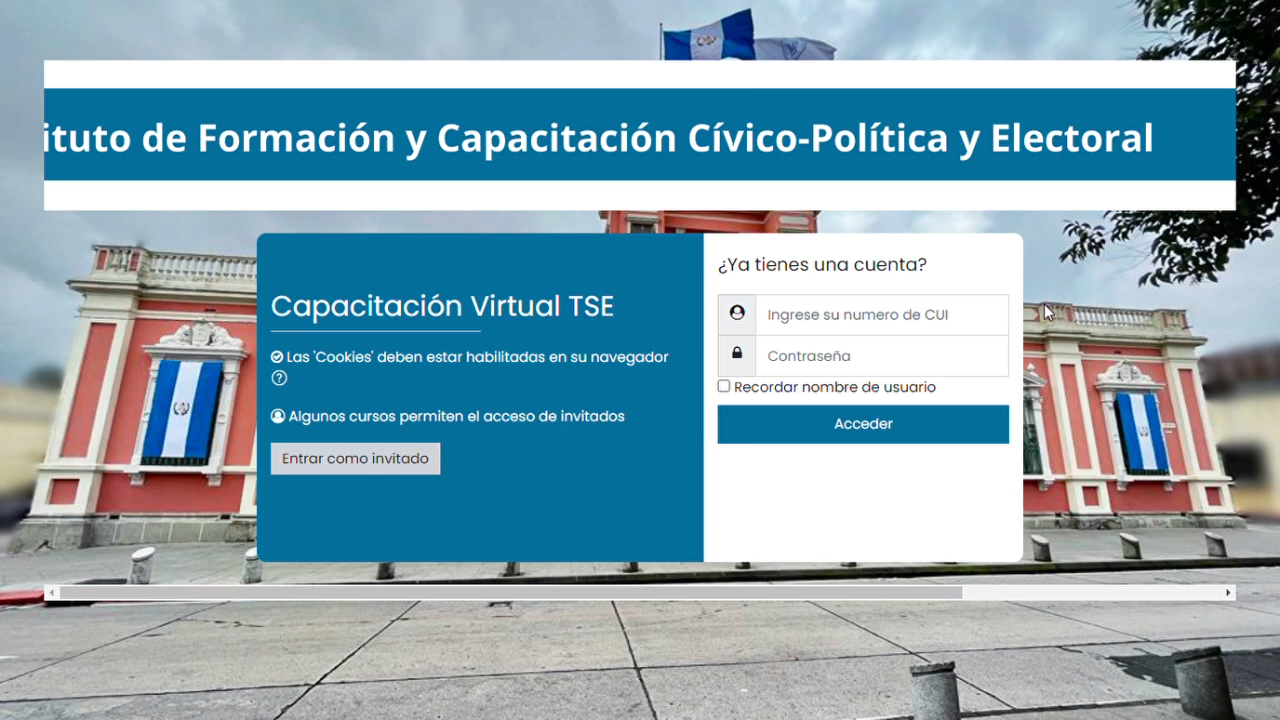 ituto de Formación y Capacitación Cívico-Política y Electoral
Capacitación Virtual TSE
Las 'Cookies' deben estar habilitadas en su navegador
Algunos cursos permiten el acceso de invitados
Entrar como invitado
¿Ya tienes una cuenta?
Ingrese su numero de CUI
Contraseña
Recordar nombre de usuario
Acceder